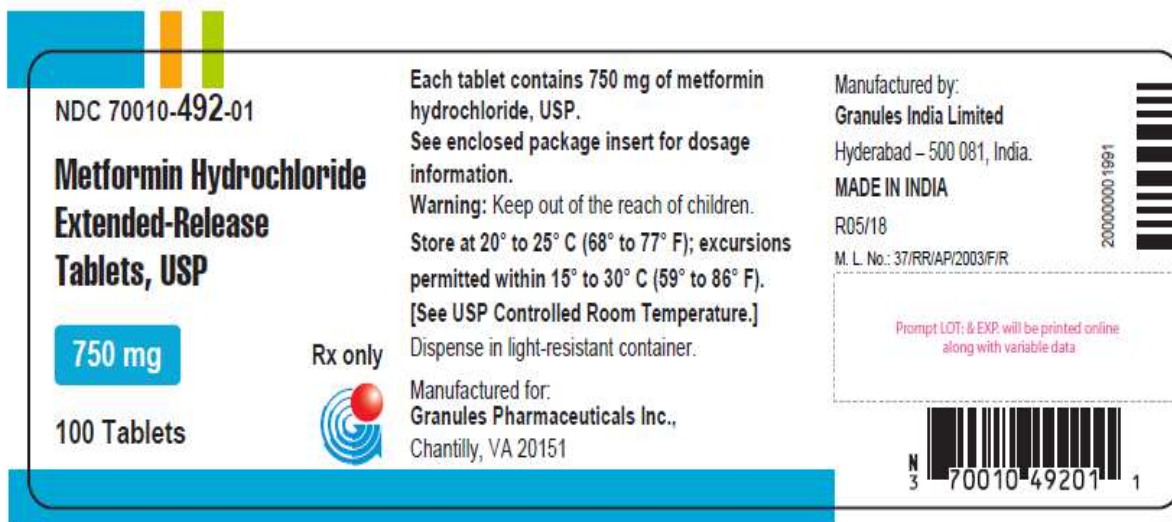 NDC 70010-492-01
Metformin Hydrochloride
Extended-Release
Tablets, USP
750 mg
Rx only
100 Tablets
Each tablet contains 750 mg of metformin
hydrochloride, USP.
See enclosed package insert for dosage
information.
Warning: Keep out of the reach of children.
Store at 20° to 25° C (68° to 77° F); excursions
permitted within 15° to 30° C (59° to 86° F).
[See USP Controlled Room Temperature.]
Dispense in light-resistant container.
Manufactured for:
Granules Pharmaceuticals Inc.,
Chantilly, VA 20151
Manufactured by:
Granules India Limited
Hyderabad – 500 081, India.
MADE IN INDIA
R05/18
M. L. No.: 37/RR/AP/2003/F/R
200000001991
Prompt LOT: & EXP. will be printed online
along with variable data
N
3 70010 49201 1